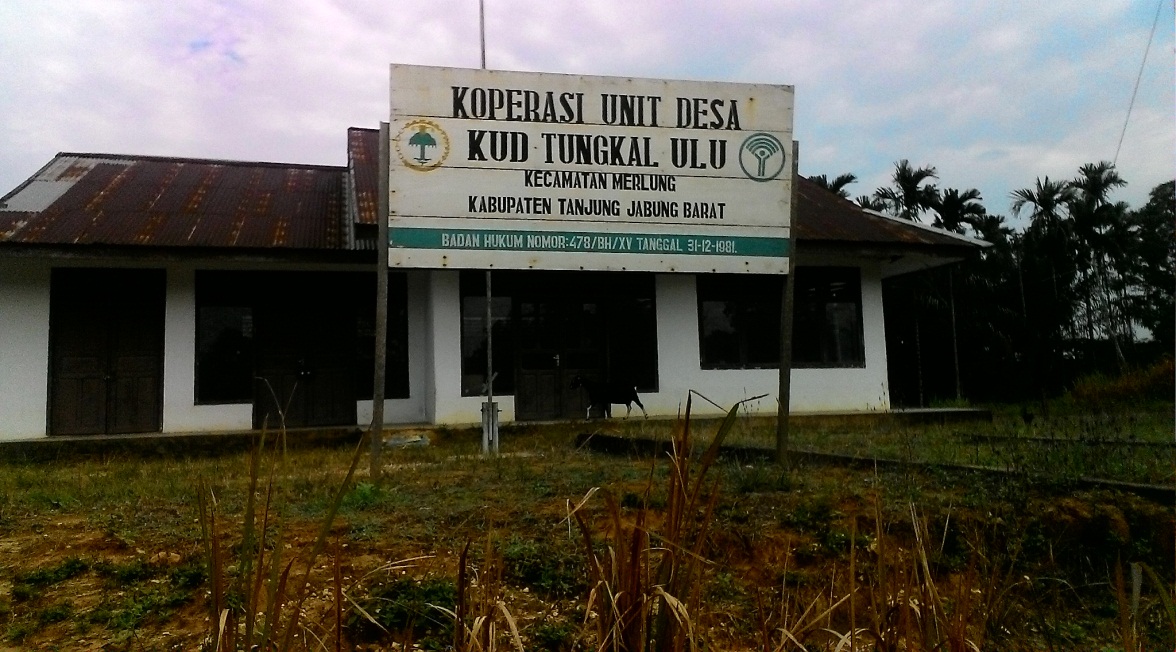 KOPERASI UNIT DESA
KUD TUNGKAL ULU
KECAMATAN MERLUNG
KABUPATEN TANJUNG JABUNG BARAT
BADAN HUKUM NOMOR:478/BH/XV TANGGAL 31-12-1981.